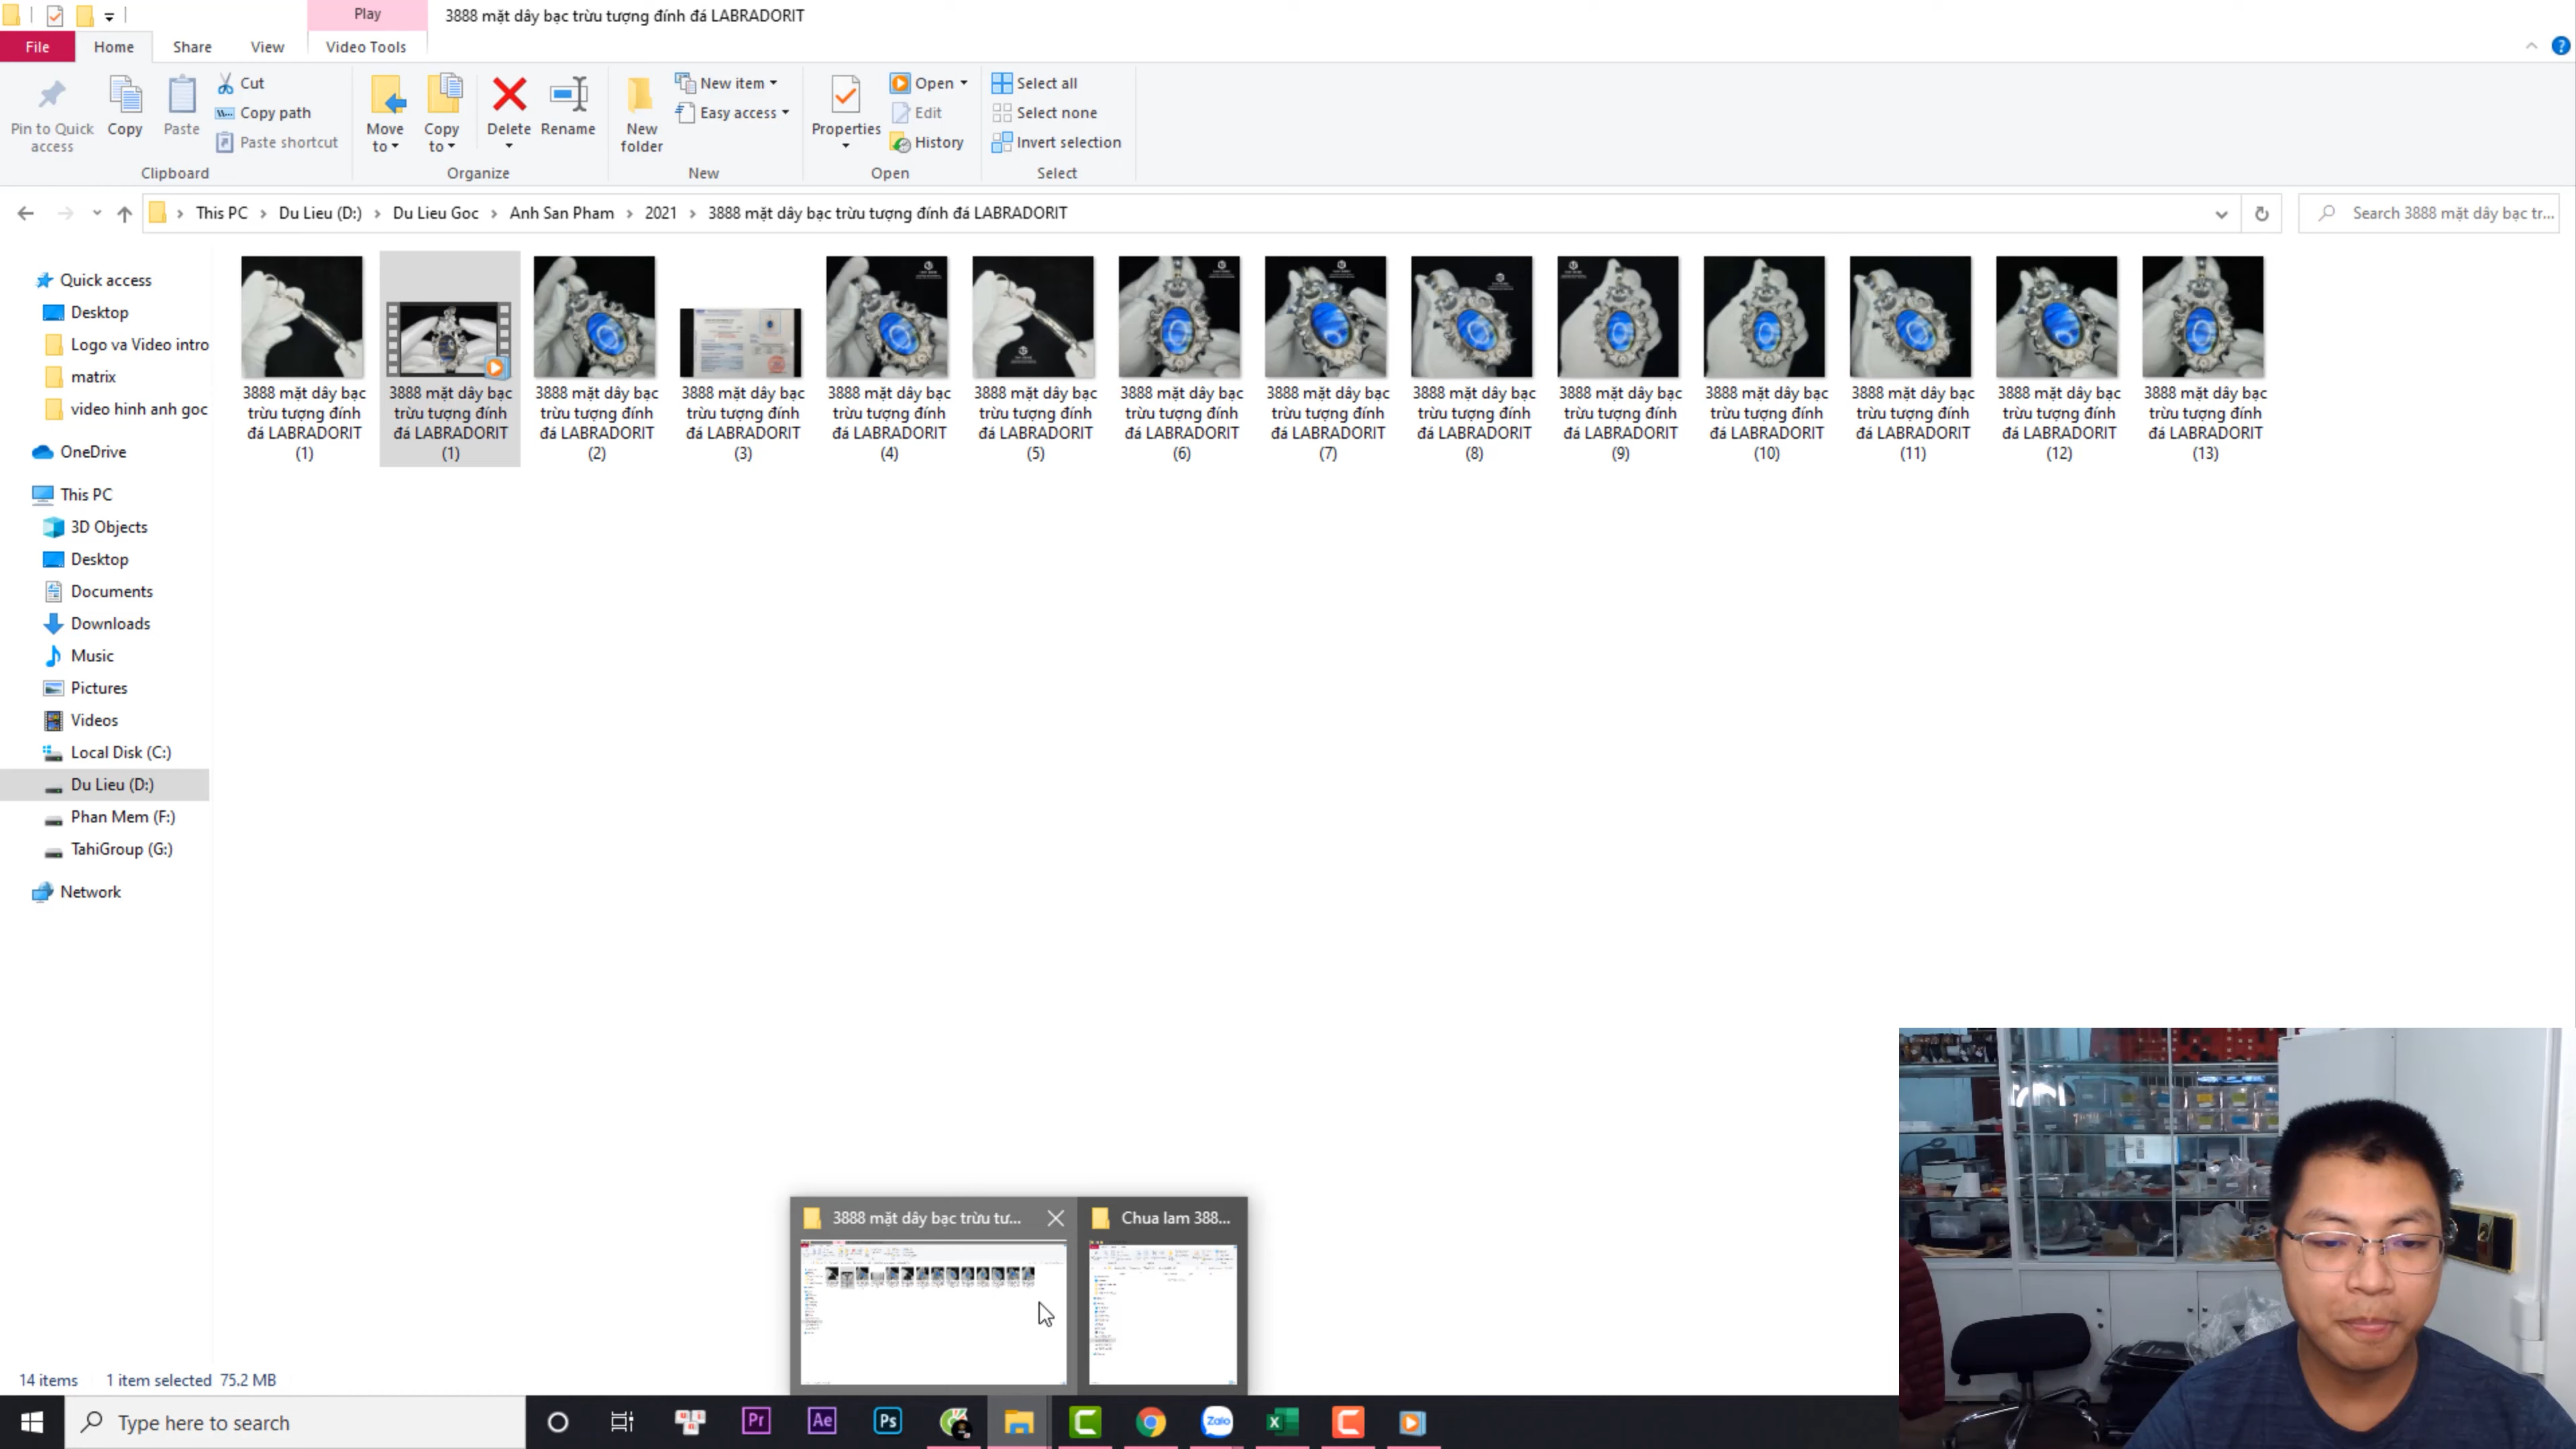 Play
3888 mặt dây bạc trừu tượng đính đá LABRADORIT
File
Home
Share
View
Video Tools
Pin to Quick access
Copy
Paste
Cut
Copy path
Paste shortcut
Clipboard
Move to
Copy to
Delete
Rename
Organize
New folder
New item
Easy access
New
Properties
Open
Edit
History
Open
Select all
Select none
Invert selection
Select
This PC
Du Lieu (D:)
Du Lieu Goc
Anh San Pham
2021
3888 mặt dây bạc trừu tượng đính đá LABRADORIT
Search 3888 mặt dây bạc tr...
Quick access
Desktop
Logo va Video intro
matrix
video hinh anh goc
OneDrive
This PC
3D Objects
Desktop
Documents
Downloads
Music
Pictures
Videos
Local Disk (C:)
Du Lieu (D:)
Phan Mem (F:)
TahiGroup (G:)
Network
3888 mặt dây bạc
trừu tượng đính
đá LABRADORIT
(1)
3888 mặt dây bạc
trừu tượng đính
đá LABRADORIT
(1)
3888 mặt dây bạc
trừu tượng đính
đá LABRADORIT
(2)
3888 mặt dây bạc
trừu tượng đính
đá LABRADORIT
(3)
3888 mặt dây bạc
trừu tượng đính
đá LABRADORIT
(4)
3888 mặt dây bạc
trừu tượng đính
đá LABRADORIT
(5)
3888 mặt dây bạc
trừu tượng đính
đá LABRADORIT
(6)
3888 mặt dây bạc
trừu tượng đính
đá LABRADORIT
(7)
3888 mặt dây bạc
trừu tượng đính
đá LABRADORIT
(8)
3888 mặt dây bạc
trừu tượng đính
đá LABRADORIT
(9)
3888 mặt dây bạc
trừu tượng đính
đá LABRADORIT
(10)
3888 mặt dây bạc
trừu tượng đính
đá LABRADORIT
(11)
3888 mặt dây bạc
trừu tượng đính
đá LABRADORIT
(12)
3888 mặt dây bạc
trừu tượng đính
đá LABRADORIT
(13)
3888 mặt dây bạc trừu tư...
Chua lam 388...
14 items
1 item selected 75.2 MB
Type here to search
Pr
Ae
Ps
Zalo